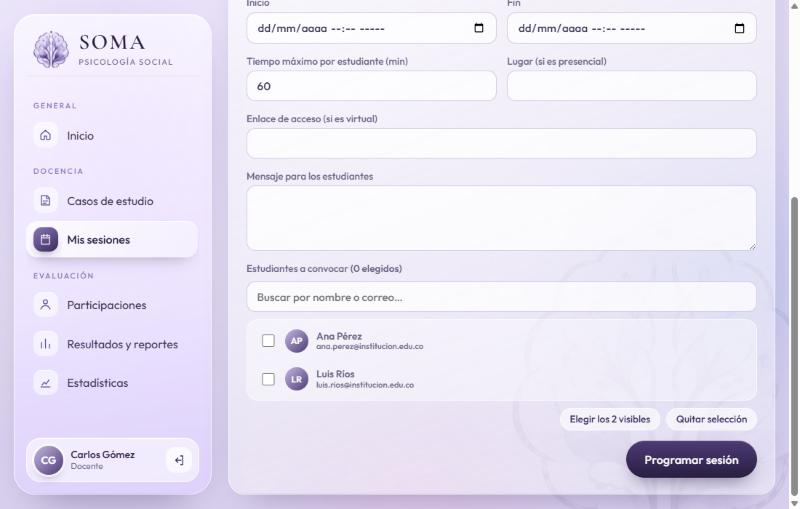 SOMA
PSICOLOGÍA SOCIAL
GENERAL
Inicio
DOCENCIA
Casos de estudio
Mis sesiones
EVALUACIÓN
Participaciones
Resultados y reportes
Estadísticas
CG
Carlos Gómez
Docente
Inicio
Fin
dd/mm/aaaa --:-- -----
dd/mm/aaaa --:-- -----
Tiempo máximo por estudiante (min)
Lugar (si es presencial)
60
Enlace de acceso (si es virtual)
Mensaje para los estudiantes
Estudiantes a convocar (0 elegidos)
Buscar por nombre o correo...
AP
Ana Pérez
ana.perez@institucion.edu.co
LR
Luis Ríos
luis.rios@institucion.edu.co
Elegir los 2 visibles
Quitar selección
Programar sesión